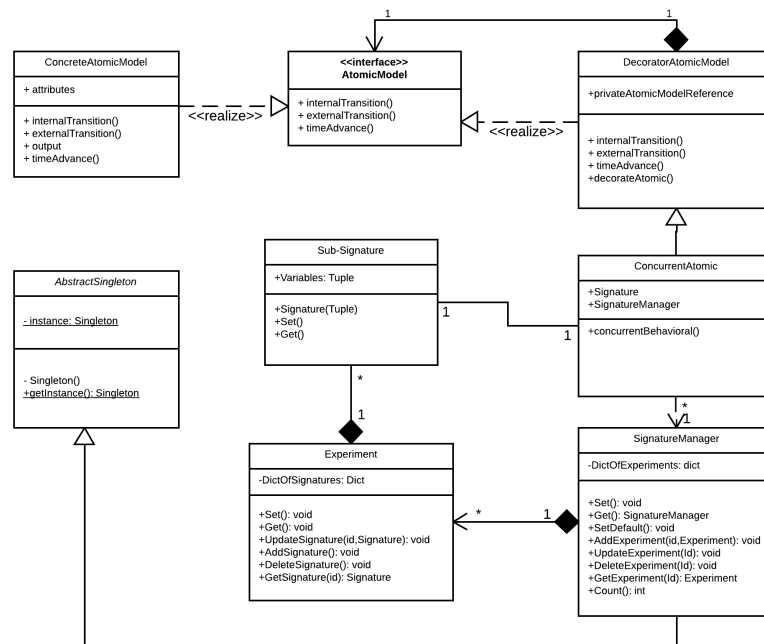 1
1
ConcreteAtomicModel
+ attributes
+ internalTransition()
+ externalTransition()
+ output
+ timeAdvance()
<<realize>>
<<interface>>
AtomicModel
+ internalTransition()
+ externalTransition()
+ timeAdvance()
<<realize>>
DecoratorAtomicModel
+privateAtomicModelReference
+ internalTransition()
+ externalTransition()
+ timeAdvance()
+decorateAtomic()
AbstractSingleton
- instance: Singleton
- Singleton()
+getInstance(): Singleton
Sub-Signature
+Variables: Tuple
+Signature(Tuple)
+Set()
+Get()
1
1
ConcurrentAtomic
+Signature
+SignatureManager
+concurrentBehavioral()
*
1
*
1
Experiment
-DictOfSignatures: Dict
+Set(): void
+Get(): void
+UpdateSignature(id,Signature): void
+AddSignature(): void
+DeleteSignature(): void
+GetSignature(id): Signature
*
1
SignatureManager
-DictOfExperiments: dict
+Set(): void
+Get(): SignatureManager
+SetDefault(): void
+AddExperiment(id,Experiment): void
+UpdateExperiment(Id): void
+DeleteExperiment(Id): void
+GetExperiment(Id): Experiment
+Count(): int